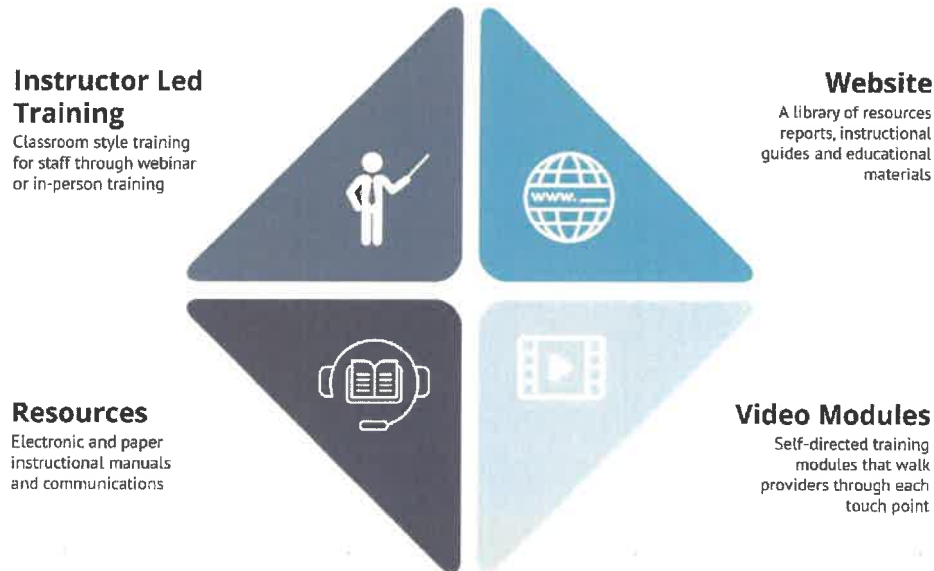 Instructor Led
Training
Classroom style training
for staff through webinar
or in-person training
Website
A library of resources
reports, instructional
guides and educational
materials
www. __
Resources
Electronic and paper
instructional manuals
and communications
Video Modules
Self-directed training
modules that walk
providers through each
touch point